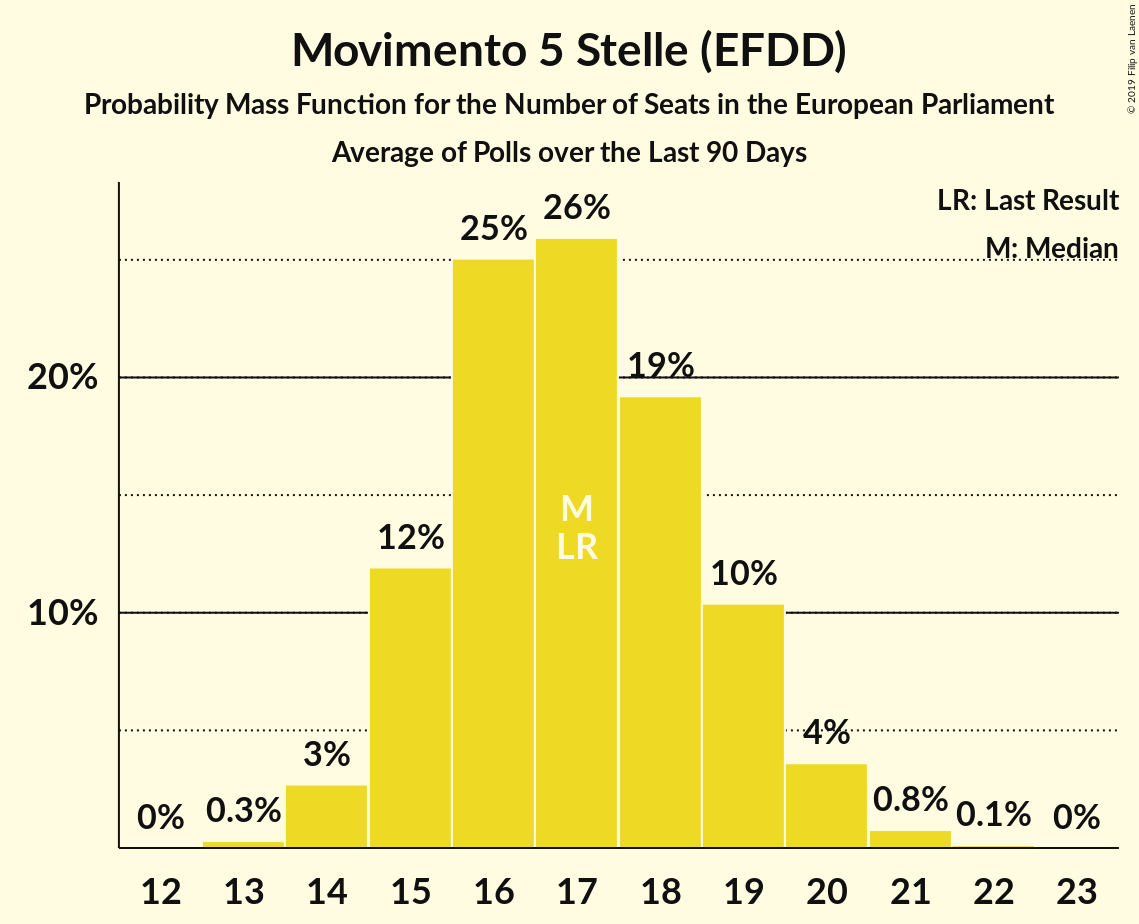 Movimento 5 Stelle (EFDD)
Probability Mass Function for the Number of Seats in the European Parliament
Average of Polls over the Last 90 Days
© 2019 Filip van Laenen
LR: Last Result
M: Median
26%
25%
19%
20%
M
LR
12%
10%
10%
4%
3%
0.8%
0.3%
0.1%
0%
0%
12 13 14 15 16 17 18 19 20 21 22 23